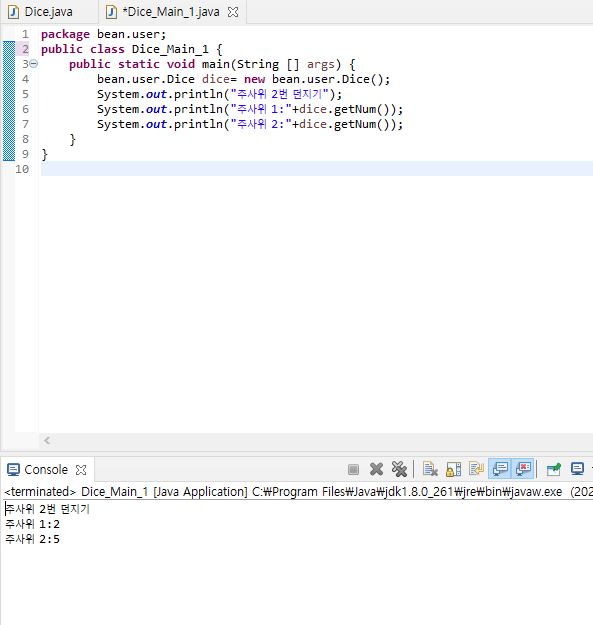 Dice.java
*Dice_Main_1.java
1 package bean.user;
2 public class Dice_Main_1 {
3 public static void main(String [] args) {
4 bean.user.Dice dice= new bean.user.Dice();
5 System.out.println("주사위 2번 던지기");
6 System.out.println("주사위 1:"+dice.getNum());
7 System.out.println("주사위 2:"+dice.getNum());
8 }
9 }
10
Console
<terminated> Dice_Main_1 [Java Application] C:₩Program Files₩Java₩jdk1.8.0_261₩jre₩bin₩javaw.exe (202
주사위 2번 던지기
주사위 1:2
주사위 2:5